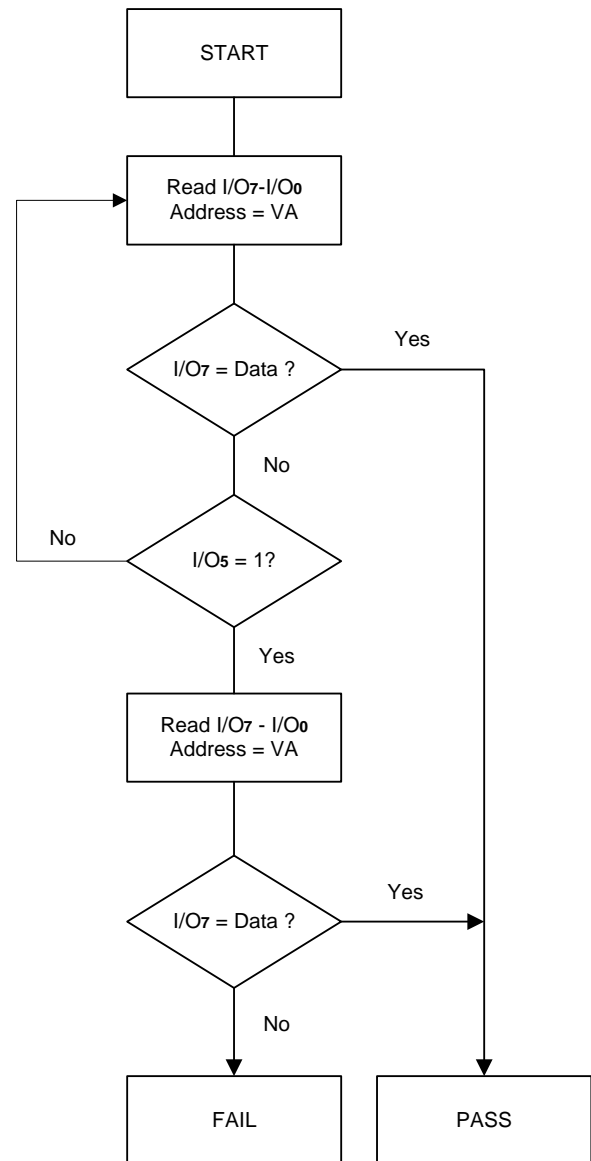 START
Read I/O7-I/O0
Address = VA
I/O7 = Data ?
Yes
No
No
I/O5 = 1?
Yes
Read I/O7 - I/O0
Address = VA
I/O7 = Data ?
Yes
No
FAIL
PASS